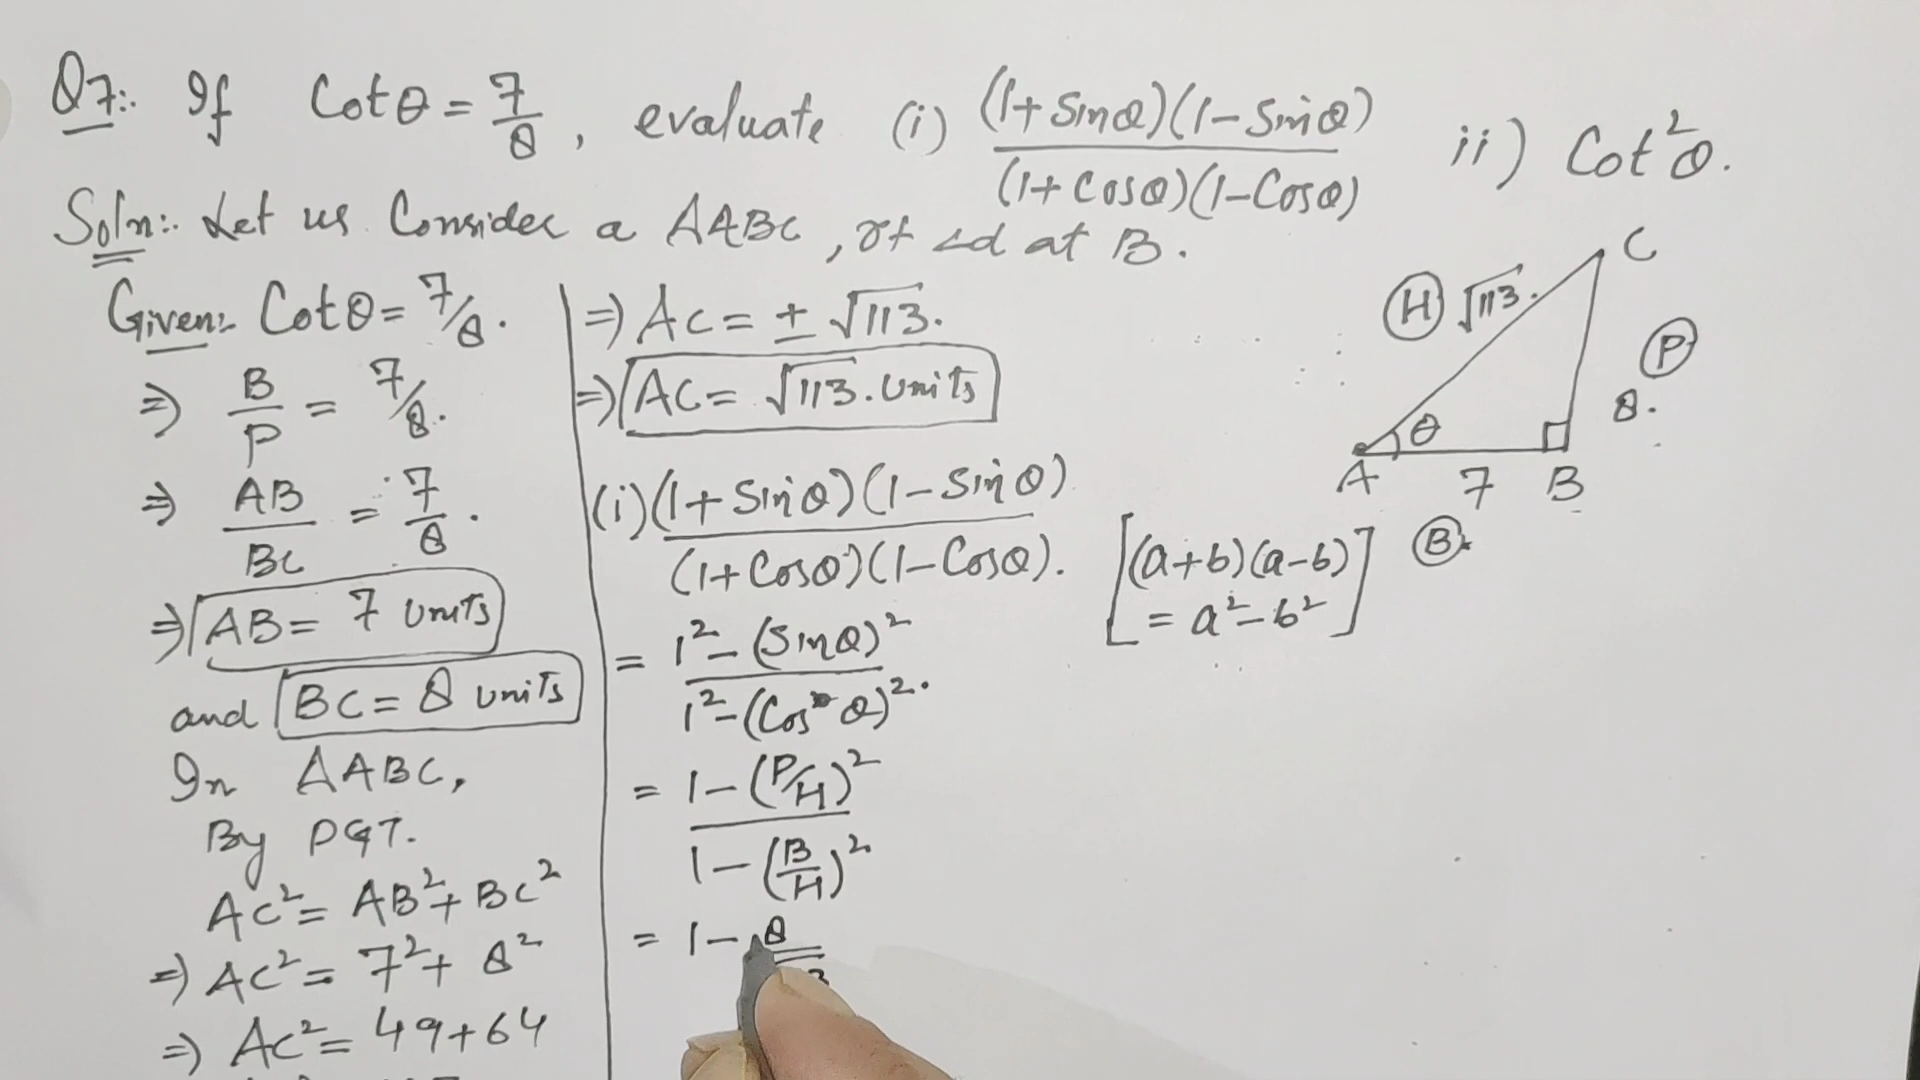 Q7:. If Cotθ = 7/8, evaluate (i) (1+Sinθ)(1-Sinθ) / (1+Cosθ)(1-Cosθ) ii) Cot²θ.
Soln:. Let us Consider a ΔABC, rt ∠d at B.
Given:- Cotθ = 7/8.
⇒ B/P = 7/8.
⇒ AB/BC = 7/8.
⇒ AB = 7 units
and BC = 8 units
In ΔABC,
By PGT.
AC² = AB² + BC²
⇒ AC² = 7² + 8²
⇒ AC² = 49+64
⇒ AC = ± √113.
⇒ AC = √113. Units
(i) (1+Sinθ)(1-Sinθ) / (1+Cosθ)(1-Cosθ).
= 1² - (Sinθ)² / 1² - (Cosθ)².
= 1 - (P/H)² / 1 - (B/H)²
= 1 - 8
[(a+b)(a-b)
= a² - b²]
C
H √113.
P
8.
θ
A 7 B
B